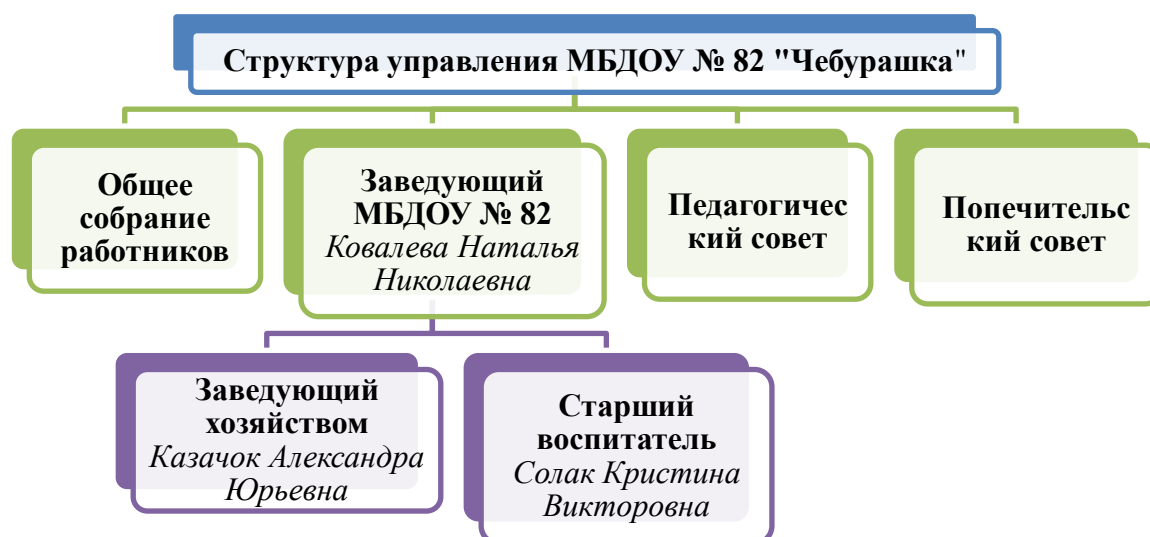 Структура управления МБДОУ № 82 "Чебурашка"
Общее
собрание
работников
Заведующий
МБДОУ № 82
Ковалева Наталья
Николаевна
Педагогичес
кий совет
Попечительс
кий совет
Заведующий
хозяйством
Казачок Александра
Юрьевна
Старший
воспитатель
Солак Кристина
Викторовна